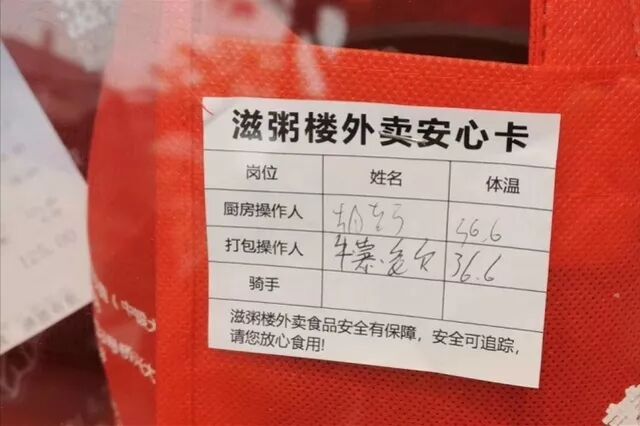 滋粥楼外卖安心卡
岗位 姓名 体温
厨房操作人 36.6
打包操作人 36.6
骑手
滋粥楼外卖食品安全有保障，安全可追踪，
请您放心食用!